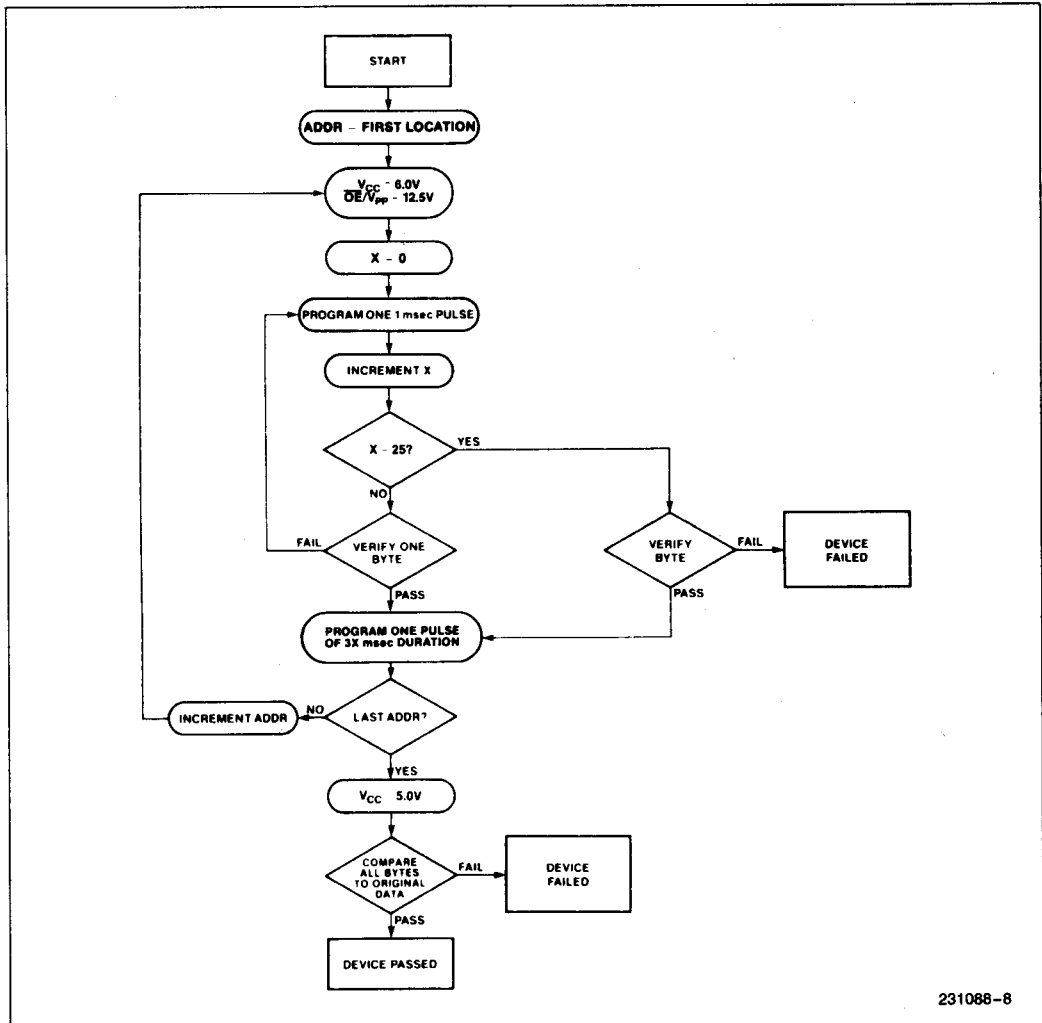 START
ADDR – FIRST LOCATION
VCC – 6.0V
OE/VPP – 12.5V
X – 0
PROGRAM ONE 1 msec PULSE
INCREMENT X
X – 25?
YES
NO
FAIL
VERIFY ONE
BYTE
PASS
VERIFY
BYTE
FAIL
DEVICE
FAILED
PASS
PROGRAM ONE PULSE
OF 3X msec DURATION
INCREMENT ADDR
NO
LAST ADDR?
YES
VCC 5.0V
COMPARE
ALL BYTES
TO ORIGINAL
DATA
FAIL
DEVICE
FAILED
PASS
DEVICE PASSED
231088–8